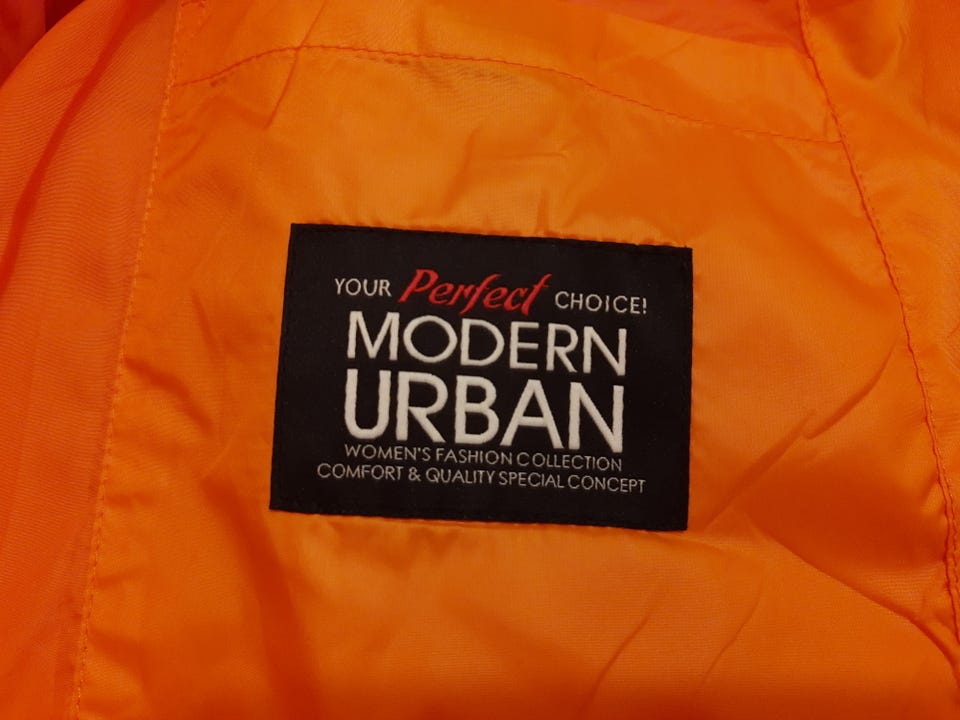 YOUR Perfect CHOICE!
MODERN
URBAN
WOMEN'S FASHION COLLECTION
COMFORT & QUALITY SPECIAL CONCEPT